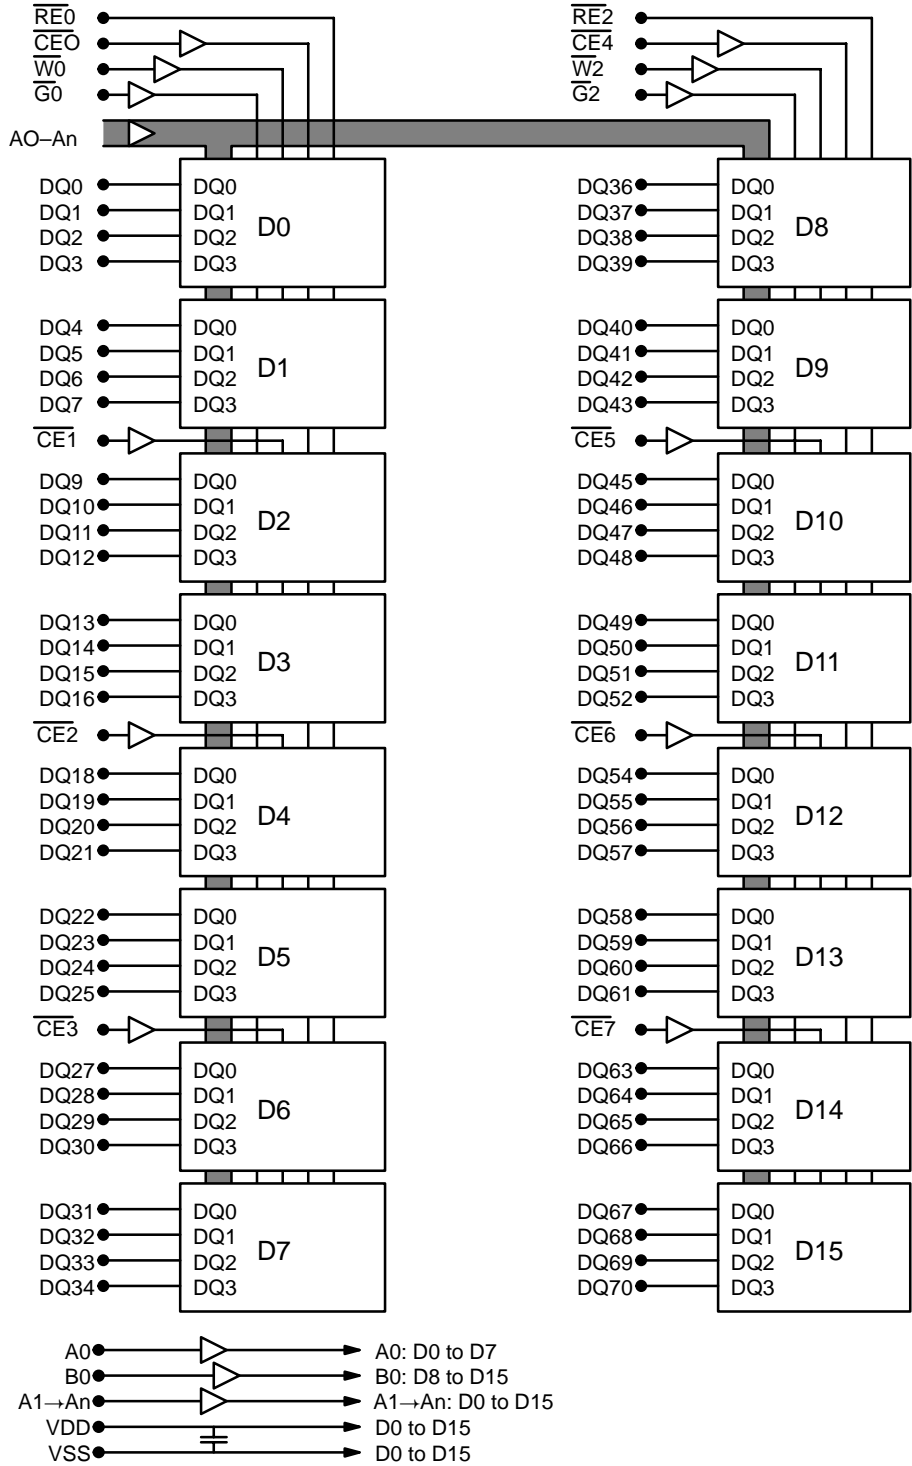 RE0
CEO
W0
G0
AO–An
DQ0 DQ0
DQ1 DQ1
DQ2 DQ2
DQ3 DQ3
D0
DQ4 DQ0
DQ5 DQ1
DQ6 DQ2
DQ7 DQ3
D1
CE1
DQ9 DQ0
DQ10 DQ1
DQ11 DQ2
DQ12 DQ3
D2
DQ13 DQ0
DQ14 DQ1
DQ15 DQ2
DQ16 DQ3
D3
CE2
DQ18 DQ0
DQ19 DQ1
DQ20 DQ2
DQ21 DQ3
D4
DQ22 DQ0
DQ23 DQ1
DQ24 DQ2
DQ25 DQ3
D5
CE3
DQ27 DQ0
DQ28 DQ1
DQ29 DQ2
DQ30 DQ3
D6
DQ31 DQ0
DQ32 DQ1
DQ33 DQ2
DQ34 DQ3
D7
RE2
CE4
W2
G2
DQ36 DQ0
DQ37 DQ1
DQ38 DQ2
DQ39 DQ3
D8
DQ40 DQ0
DQ41 DQ1
DQ42 DQ2
DQ43 DQ3
D9
CE5
DQ45 DQ0
DQ46 DQ1
DQ47 DQ2
DQ48 DQ3
D10
DQ49 DQ0
DQ50 DQ1
DQ51 DQ2
DQ52 DQ3
D11
CE6
DQ54 DQ0
DQ55 DQ1
DQ56 DQ2
DQ57 DQ3
D12
DQ58 DQ0
DQ59 DQ1
DQ60 DQ2
DQ61 DQ3
D13
CE7
DQ63 DQ0
DQ64 DQ1
DQ65 DQ2
DQ66 DQ3
D14
DQ67 DQ0
DQ68 DQ1
DQ69 DQ2
DQ70 DQ3
D15
A0 A0: D0 to D7
B0 B0: D8 to D15
A1→An A1→An: D0 to D15
VDD D0 to D15
VSS D0 to D15